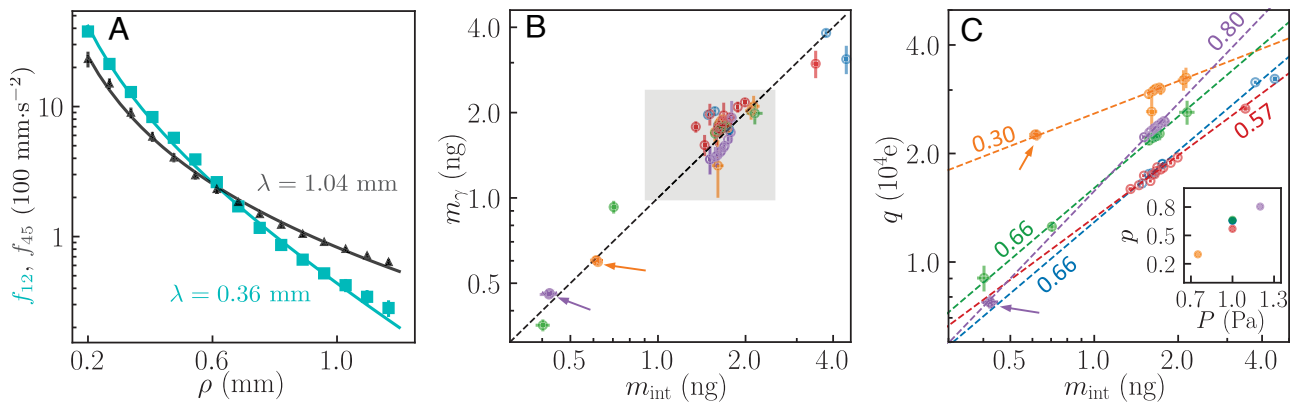 A
f₁₂, f₄₅ (100 mm·s⁻²)
10
1
λ = 1.04 mm
λ = 0.36 mm
0.2 0.6 1.0
ρ (mm)
B
m_γ (ng)
4.0
2.0
1.0
0.5
0.5 1.0 2.0 4.0
m_int (ng)
C
q (10⁴e)
4.0
2.0
1.0
0.80
0.30
0.57
0.66
0.66
p
0.8
0.5
0.2
0.7 1.0 1.3
P (Pa)
0.5 1.0 2.0 4.0
m_int (ng)